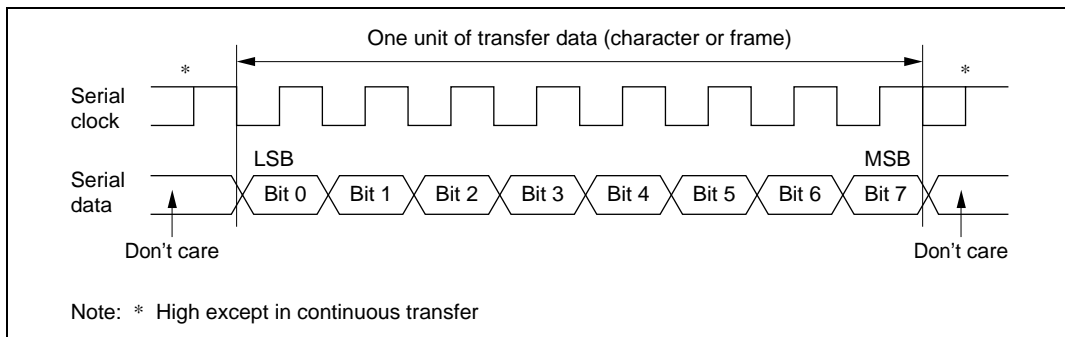 One unit of transfer data (character or frame)
* *
Serial clock
LSB MSB
Serial data
Bit 0 Bit 1 Bit 2 Bit 3 Bit 4 Bit 5 Bit 6 Bit 7
Don't care Don't care
Note: * High except in continuous transfer